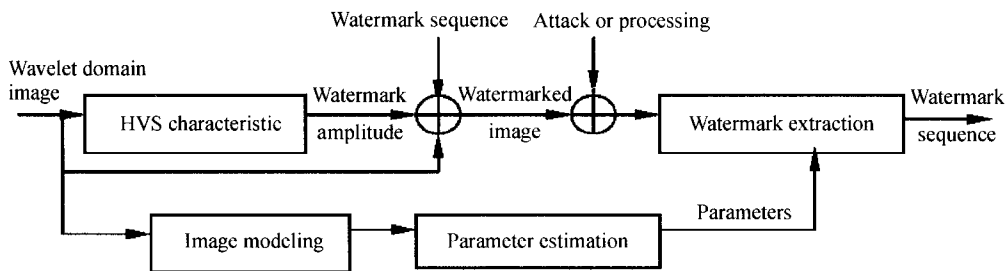 Watermark sequence
Attack or processing
Wavelet domain
image
HVS characteristic
Watermark
amplitude
Watermarked
image
Watermark extraction
Watermark
sequence
Image modeling
Parameter estimation
Parameters